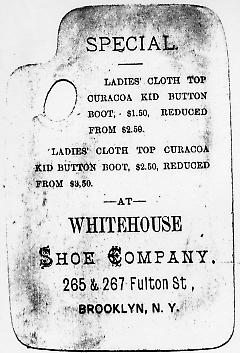 SPECIAL.
LADIES' CLOTH TOP
CURACOA KID BUTTON
BOOT, $1.50, REDUCED
FROM $2.50.
LADIES' CLOTH TOP CURACOA
KID BUTTON BOOT, $2.50, REDUCED
FROM $3.50.
—AT—
WHITEHOUSE
SHOE COMPANY.
265 & 267 Fulton St,
BROOKLYN, N. Y.